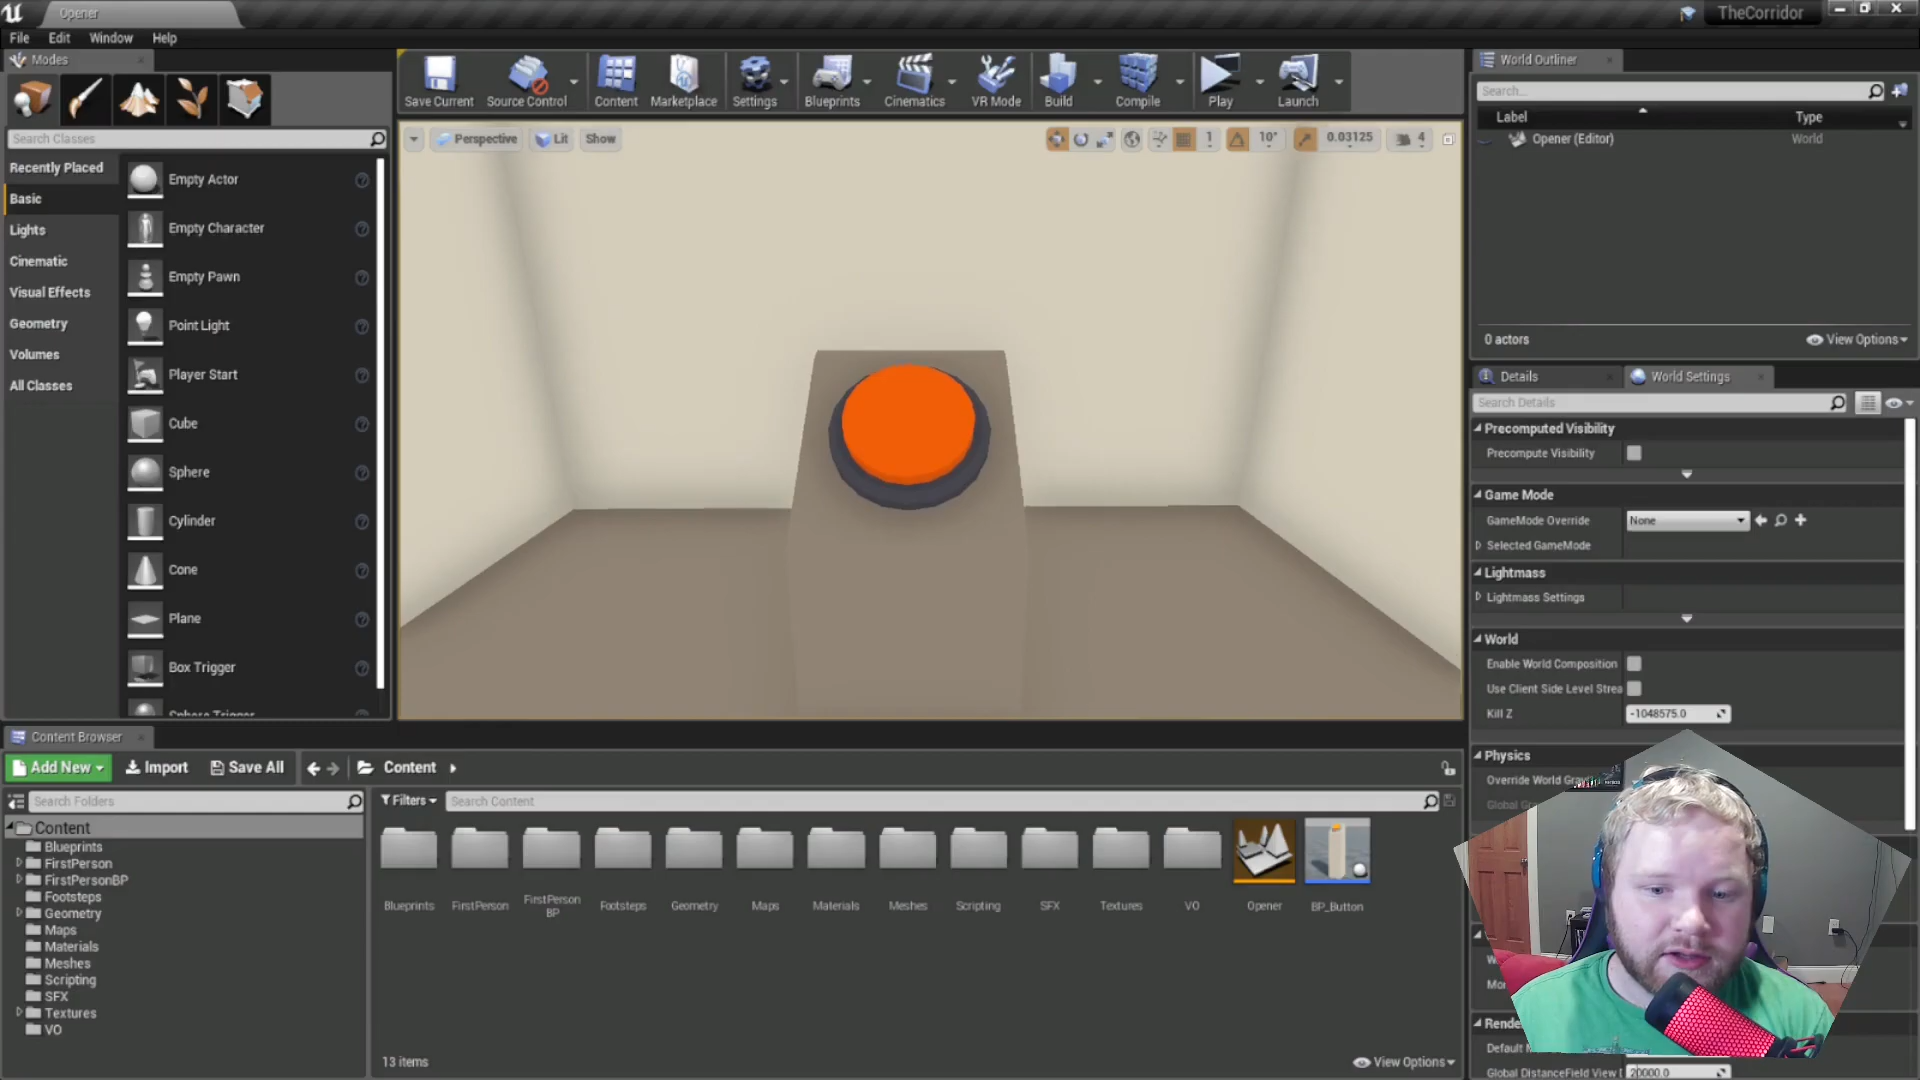 Opener
TheCorridor
File Edit Window Help
Modes
Save Current
Source Control
Content
Marketplace
Settings
Blueprints
Cinematics
VR Mode
Build
Compile
Play
Launch
World Outliner
Search...
Label
Type
Opener (Editor)
World
0 actors
View Options
Search Classes
Recently Placed
Basic
Lights
Cinematic
Visual Effects
Geometry
Volumes
All Classes
Empty Actor
Empty Character
Empty Pawn
Point Light
Player Start
Cube
Sphere
Cylinder
Cone
Plane
Box Trigger
Sphere Trigger
Perspective
Lit
Show
1
10°
0.03125
4
Details
World Settings
Search Details
Precomputed Visibility
Precompute Visibility
Game Mode
GameMode Override
None
Selected GameMode
Lightmass
Lightmass Settings
World
Enable World Composition
Use Client Side Level Strea
Kill Z
-1048575.0
Physics
Override World Gra
Default
Global DistanceField View D
20000.0
Content Browser
Add New
Import
Save All
Content
Search Folders
Filters
Search Content
Content
Blueprints
FirstPerson
FirstPersonBP
Footsteps
Geometry
Maps
Materials
Meshes
Scripting
SFX
Textures
VO
Blueprints
FirstPerson
FirstPerson
BP
Footsteps
Geometry
Maps
Materials
Meshes
Scripting
SFX
Textures
VO
Opener
BP_Button
13 items
View Options